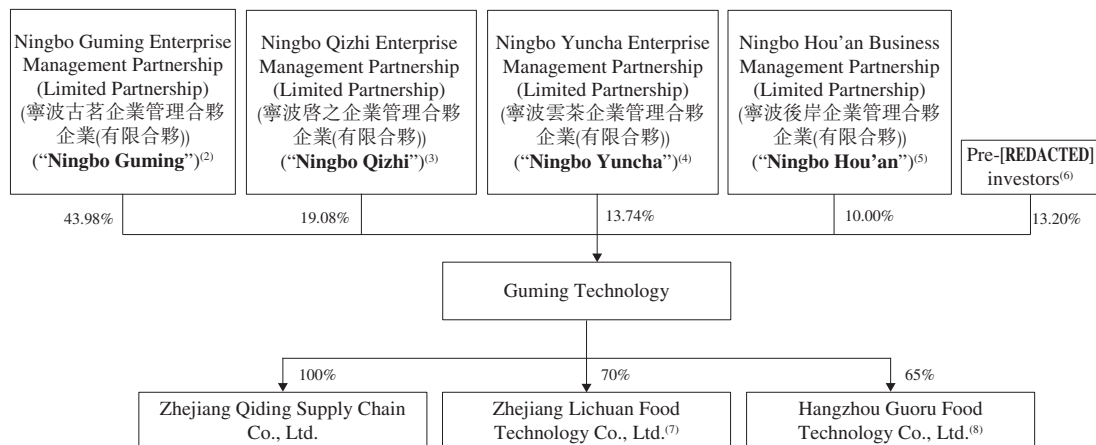 Ningbo Guming Enterprise
Management Partnership
(Limited Partnership)
(寧波古茗企業管理合夥
企業(有限合夥))
(“Ningbo Guming”)(2)
Ningbo Qizhi Enterprise
Management Partnership
(Limited Partnership)
(寧波啓之企業管理合夥
企業(有限合夥))
(“Ningbo Qizhi”)(3)
Ningbo Yuncha Enterprise
Management Partnership
(Limited Partnership)
(寧波雲茶企業管理合夥
企業(有限合夥))
(“Ningbo Yuncha”)(4)
Ningbo Hou'an Business
Management Partnership
(Limited Partnership)
(寧波後岸企業管理合夥
企業(有限合夥))
(“Ningbo Hou'an”)(5)
Pre-[REDACTED]
investors(6)
43.98%
19.08%
13.74%
10.00%
13.20%
Guming Technology
100%
70%
65%
Zhejiang Qiding Supply Chain
Co., Ltd.
Zhejiang Lichuan Food
Technology Co., Ltd.(7)
Hangzhou Guoru Food
Technology Co., Ltd.(8)